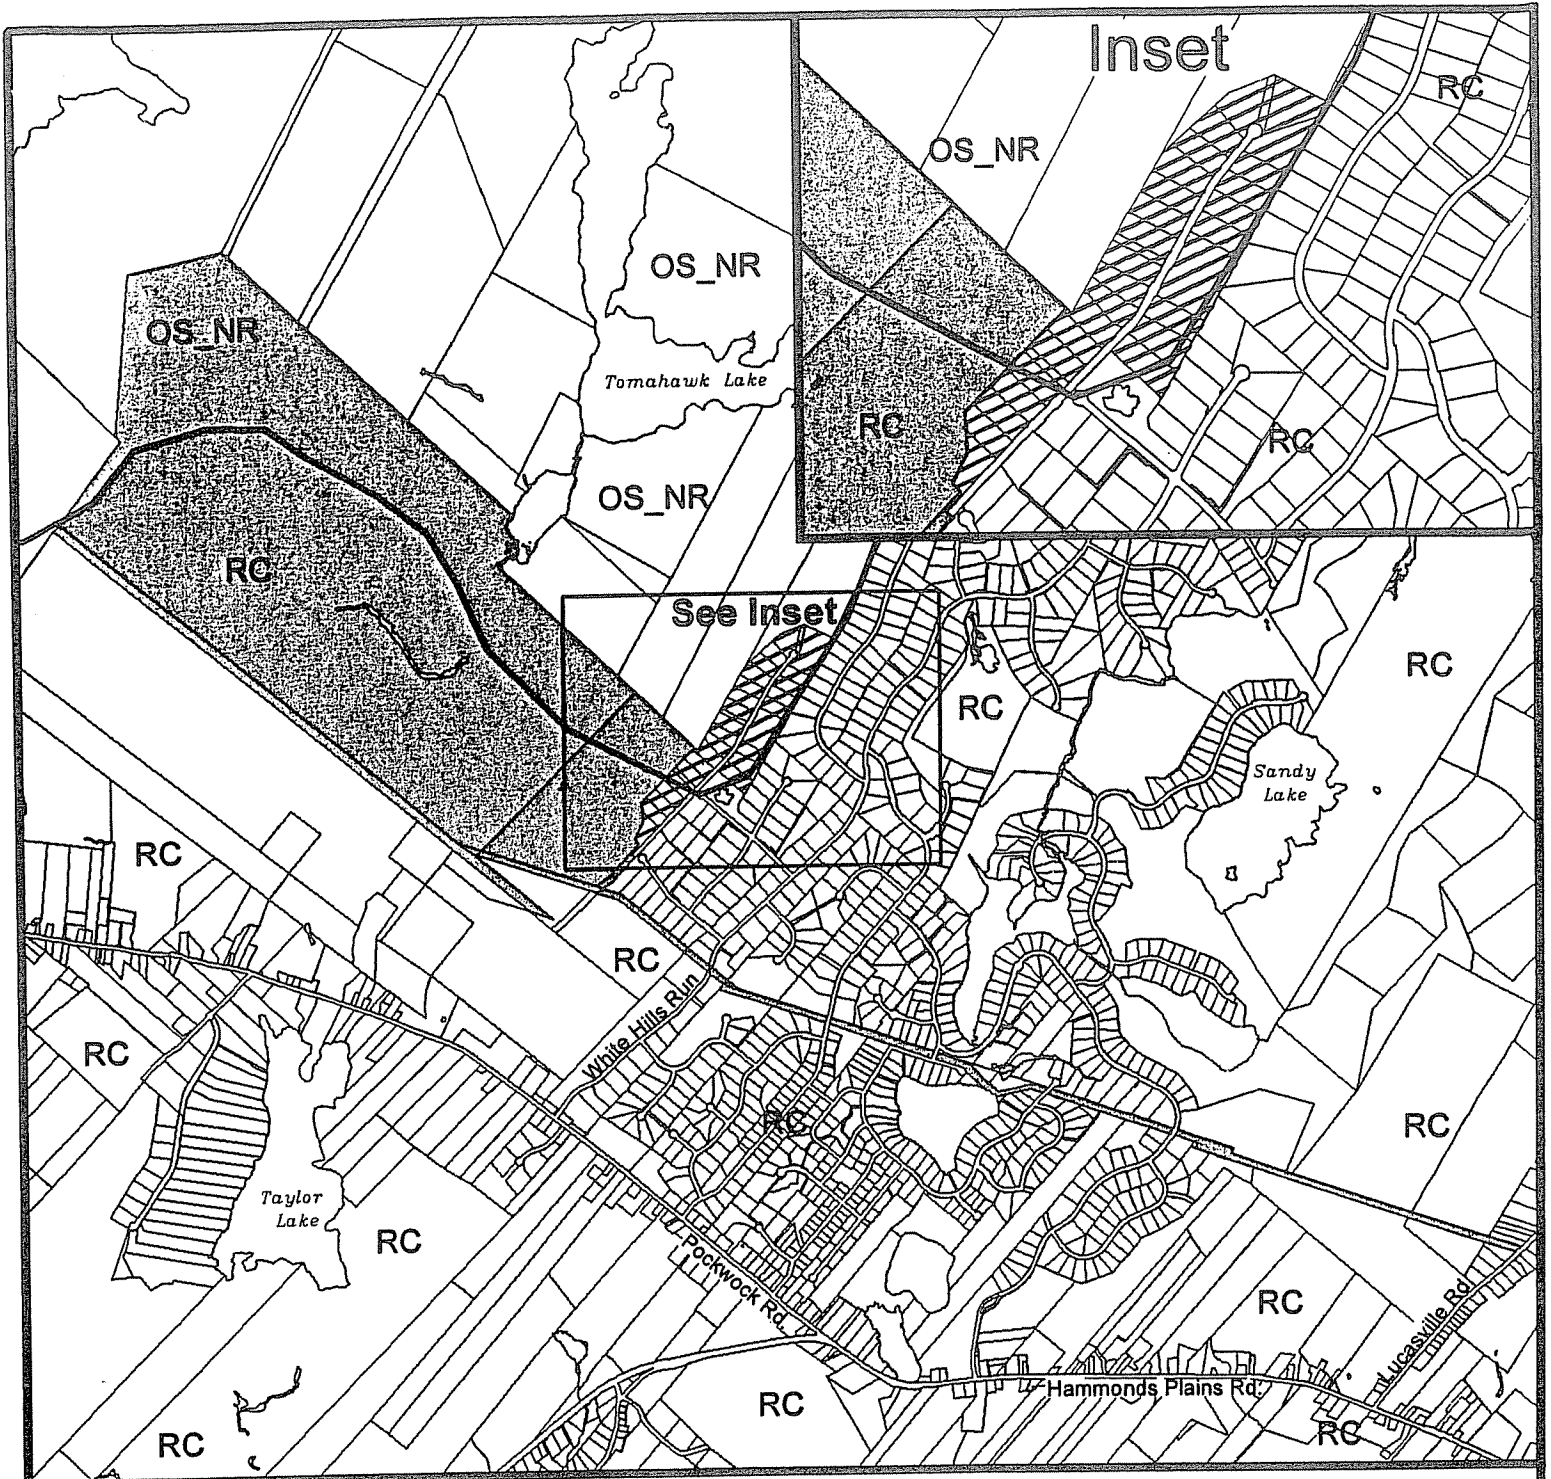 Inset
RC
OS_NR
OS_NR
OS_NR
Tomahawk Lake
RC
RC
OS_NR
RC
See Inset
RC
RC
Sandy
Lake
RC
RC
White Hills Run
RC
RC
RC
Taylor
Lake
RC
Pockwock Rd.
RC
Lucasville Rd.
Hammonds Plains Rd.
RC
RC
RC